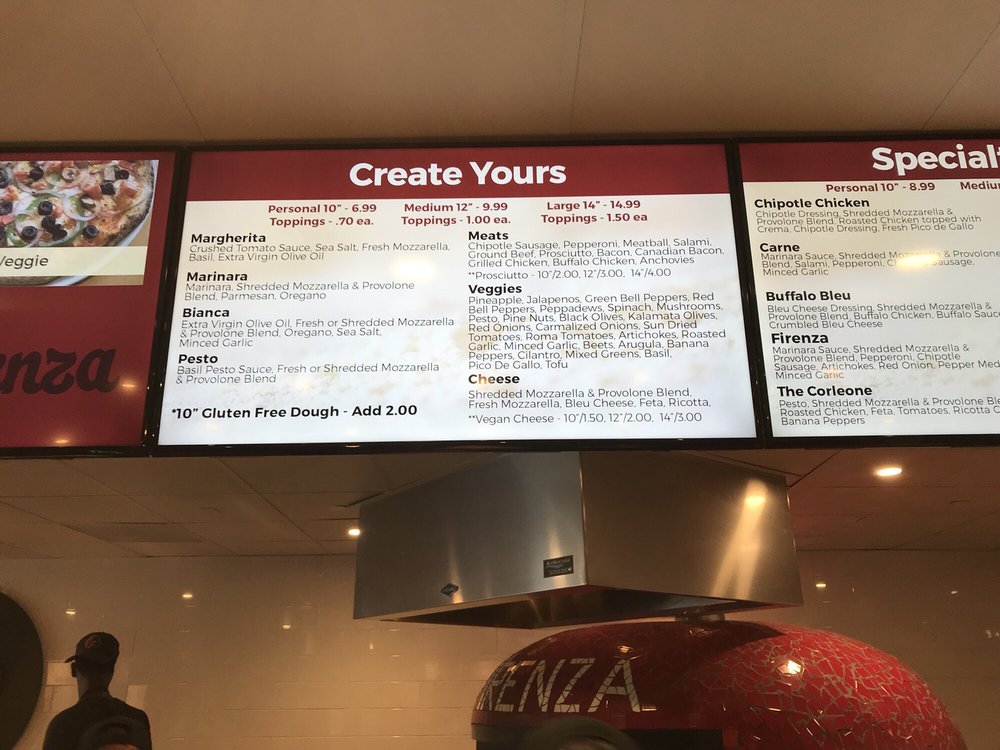 Veggie
enza
Create Yours
Personal 10" - 6.99 Medium 12" - 9.99 Large 14" - 14.99
Toppings - .70 ea. Toppings - 1.00 ea. Toppings - 1.50 ea
Margherita
Crushed Tomato Sauce, Sea Salt, Fresh Mozzarella,
Basil, Extra Virgin Olive Oil
Marinara
Marinara, Shredded Mozzarella & Provolone
Blend, Parmesan, Oregano
Bianca
Extra Virgin Olive Oil, Fresh or Shredded Mozzarella
& Provolone Blend, Oregano, Sea Salt,
Minced Garlic
Pesto
Basil Pesto Sauce, Fresh or Shredded Mozzarella
& Provolone Blend
*10" Gluten Free Dough - Add 2.00
Meats
Chipotle Sausage, Pepperoni, Meatball, Salami,
Ground Beef, Prosciutto, Bacon, Canadian Bacon,
Grilled Chicken, Buffalo Chicken, Anchovies
**Prosciutto - 10"/2.00, 12"/3.00, 14"/4.00
Veggies
Pineapple, Jalapenos, Green Bell Peppers, Red
Bell Peppers, Peppadews, Spinach, Mushrooms,
Pesto, Pine Nuts, Black Olives, Kalamata Olives,
Red Onions, Carmalized Onions, Sun Dried
Tomatoes, Roma Tomatoes, Artichokes, Roasted
Garlic, Minced Garlic, Beets, Arugula, Banana
Peppers, Cilantro, Mixed Greens, Basil,
Pico De Gallo, Tofu
Cheese
Shredded Mozzarella & Provolone Blend,
Fresh Mozzarella, Bleu Cheese, Feta, Ricotta,
**Vegan Cheese - 10"/1.50, 12"/2.00, 14"/3.00
Specialt
Personal 10" - 8.99 Mediu
Chipotle Chicken
Chipotle Dressing, Shredded Mozzarella &
Provolone Blend, Roasted Chicken topped with
Crema, Chipotle Dressing, Fresh Pico de Gallo
Carne
Marinara Sauce, Shredded Mozzarella & Provolone
Blend, Salami, Pepperoni, Sausage,
Minced Garlic
Buffalo Bleu
Bleu Cheese Dressing, Shredded Mozzarella &
Provolone Blend, Buffalo Chicken, Buffalo Sauce
Crumbled Bleu Cheese
Firenza
Marinara Sauce, Shredded Mozzarella &
Provolone Blend, Pepperoni, Chipotle
Sausage, Artichokes, Red Onion, Pepper Med
Minced Garlic
The Corleone
Pesto, Shredded Mozzarella & Provolone Ble
Roasted Chicken, Feta, Tomatoes, Ricotta C
Banana Peppers
RENZA